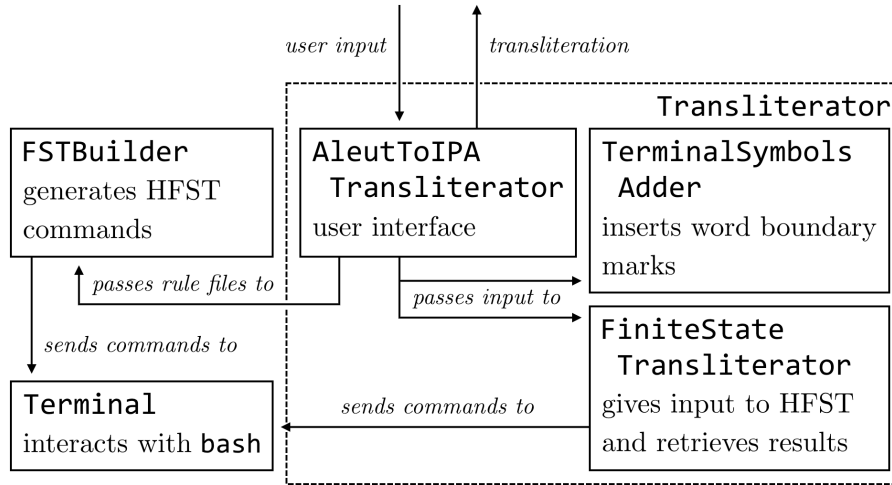 user input
transliteration
Transliterator
FSTBuilder
generates HFST
commands
AleutToIPA
Transliterator
user interface
TerminalSymbols
Adder
inserts word boundary
marks
passes rule files to
passes input to
sends commands to
FiniteState
Transliterator
gives input to HFST
and retrieves results
Terminal
interacts with bash
sends commands to